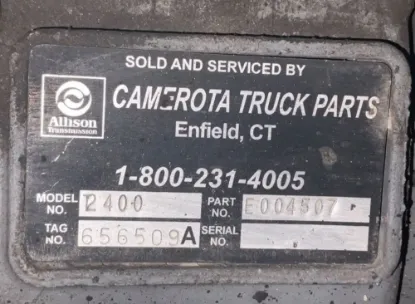 SOLD AND SERVICED BY
Allison
Transmission
CAMEROTA TRUCK PARTS
Enfield, CT
1-800-231-4005
MODEL NO. 2400
PART NO. E004507
TAG NO. 656509A
SERIAL NO.